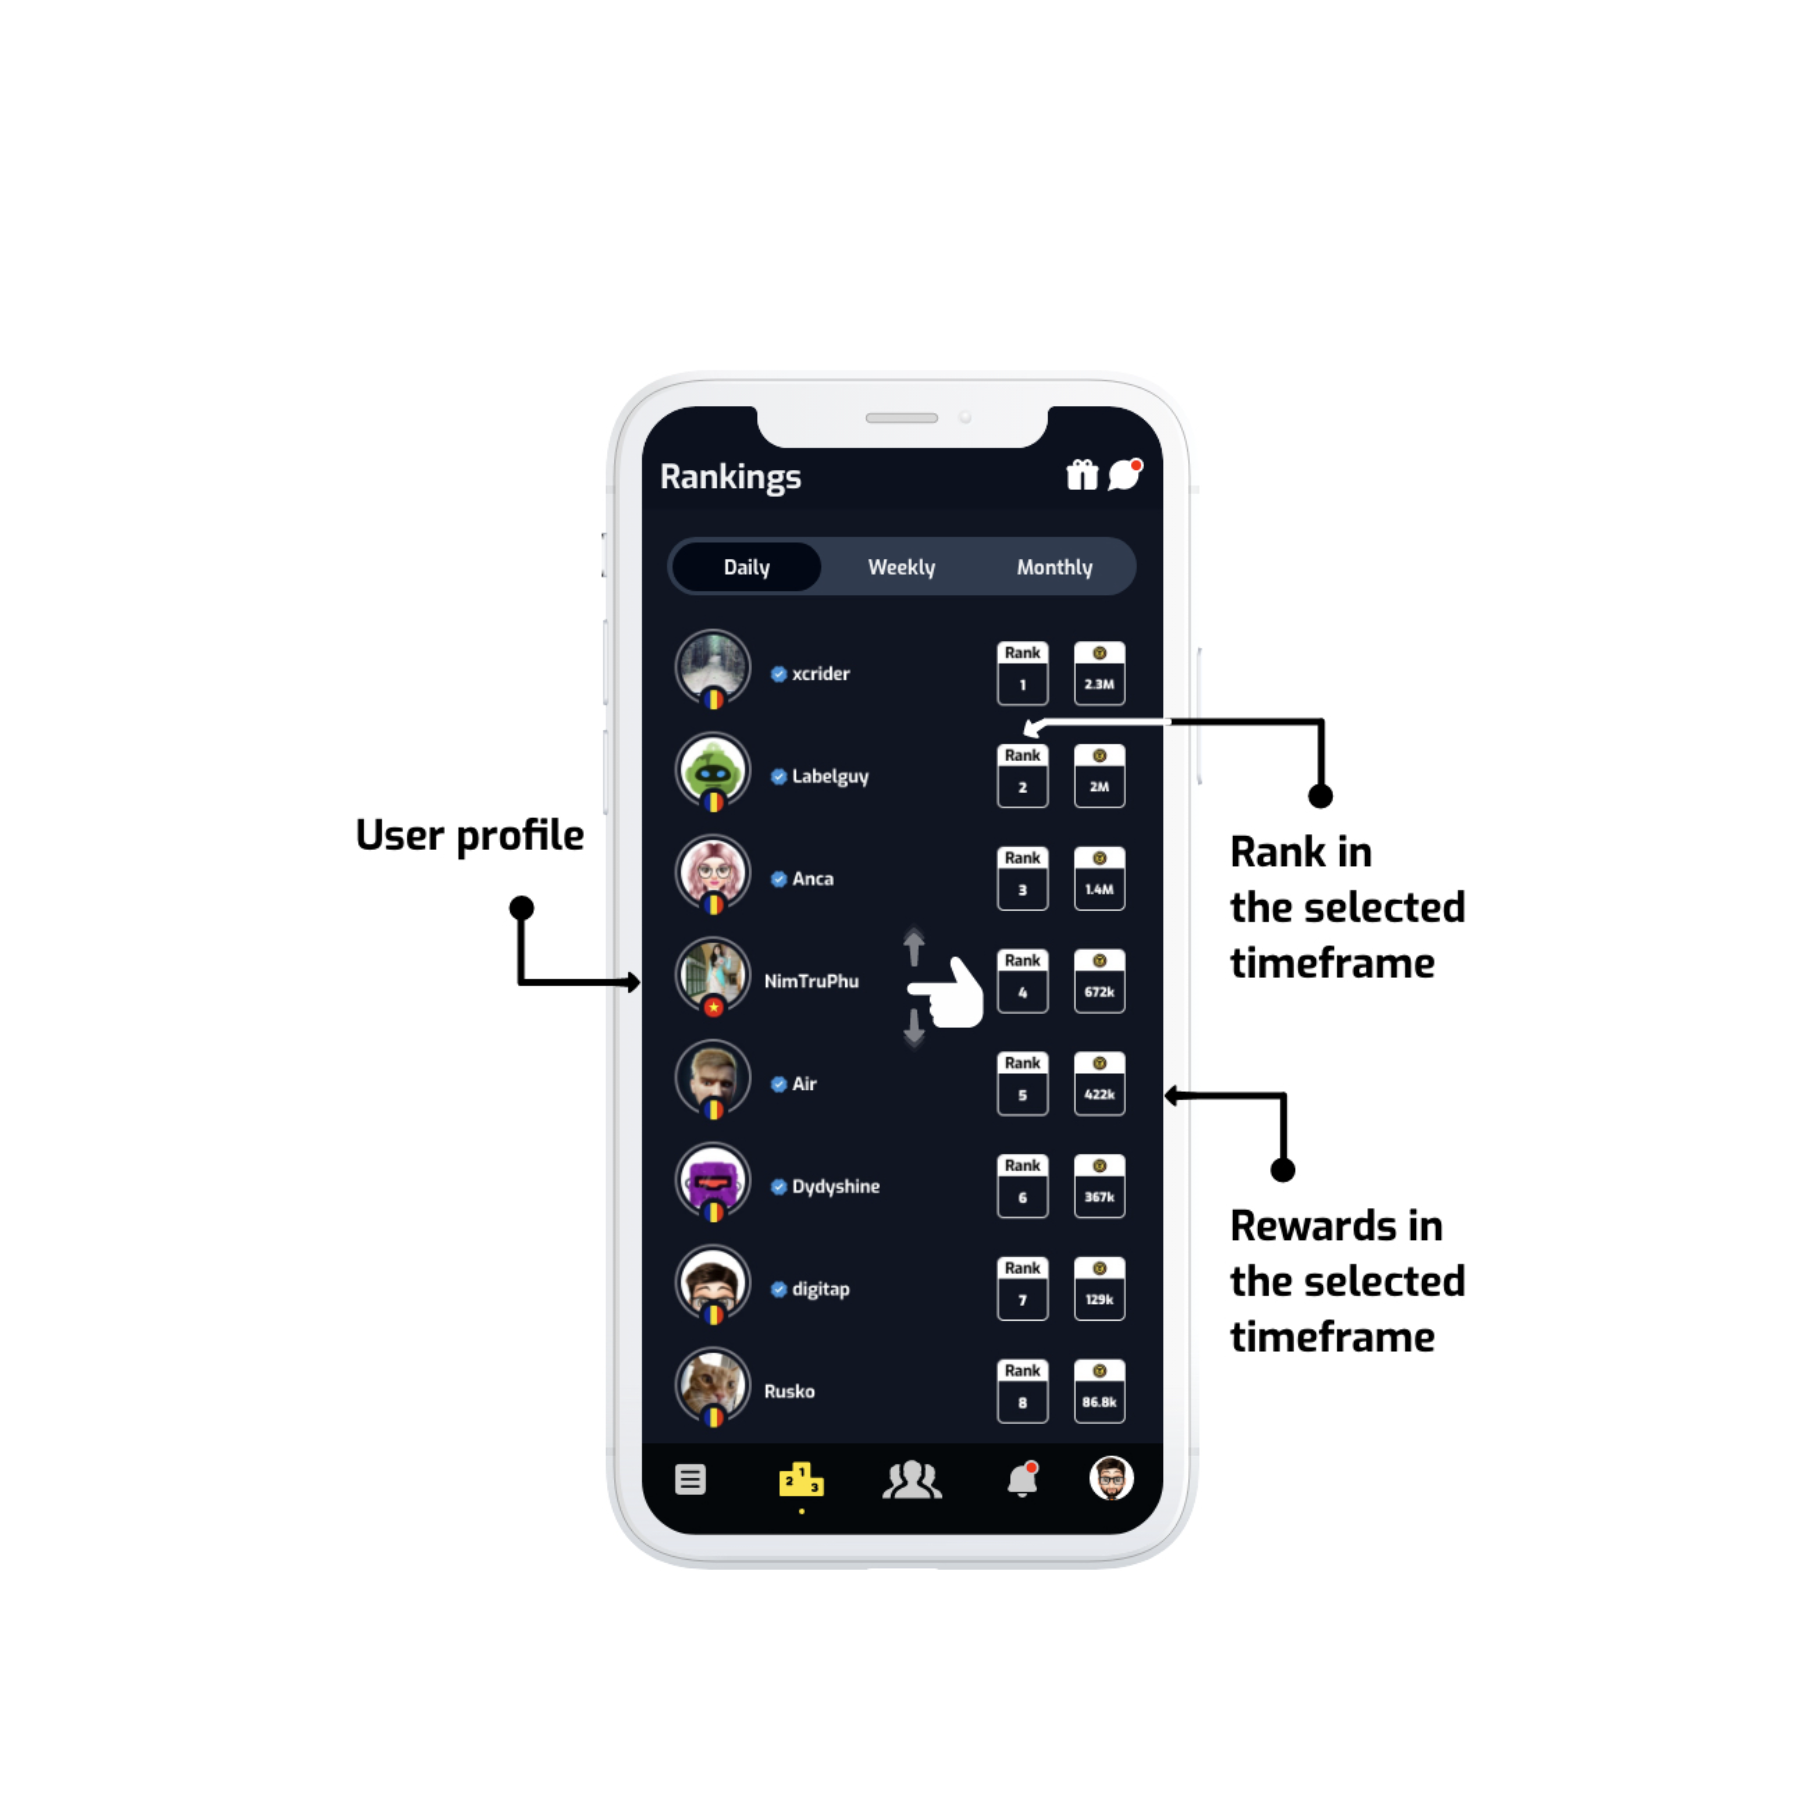 Rankings
Daily Weekly Monthly
xcrider Rank 1 2.3M
Labelguy Rank 2 2M
Anca Rank 3 1.4M
NimTruPhu Rank 4 672k
Air Rank 5 422k
Dydyshine Rank 6 367k
digitap Rank 7 129k
Rusko Rank 8 86.8k
2 1 3
User profile
Rank in
the selected
timeframe
Rewards in
the selected
timeframe